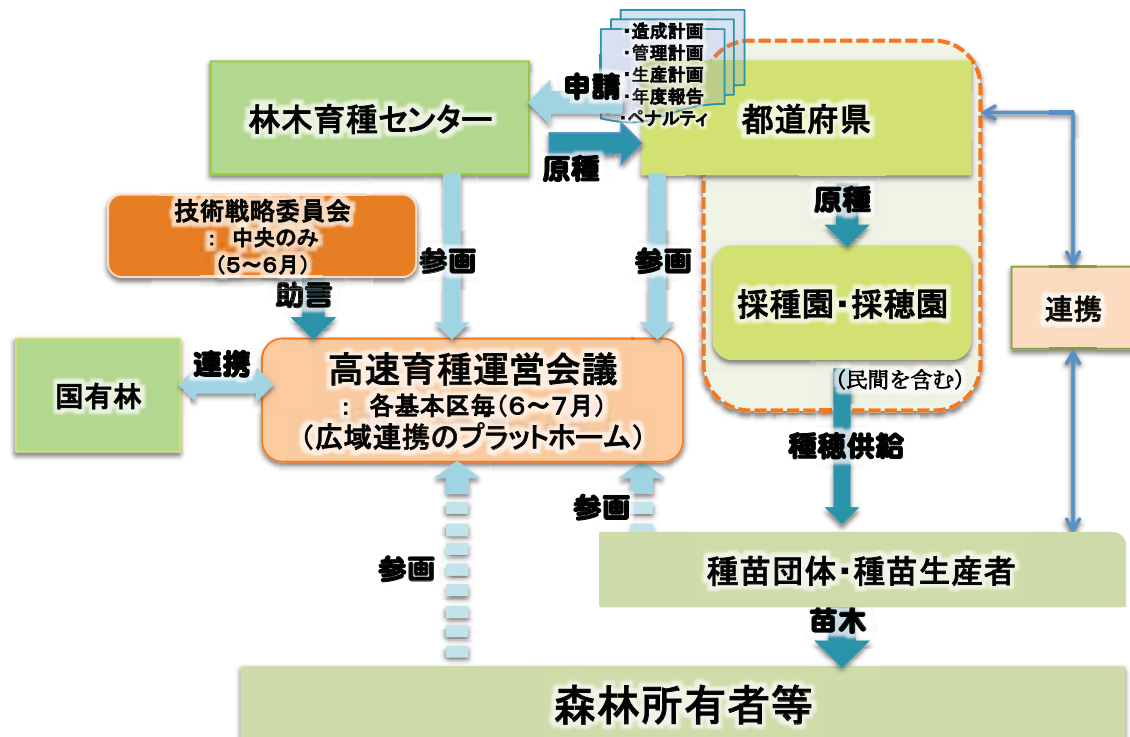 ・造成計画
・管理計画
・生産計画
・年度報告
・ペナルティ
申請
林木育種センター
都道府県
原種
原種
技術戦略委員会
： 中央のみ
（5～6月）
参画
参画
採種園・採穂園
連携
助言
連携
国有林
高速育種運営会議
： 各基本区毎（6～7月）
（広域連携のプラットホーム）
（民間を含む）
種穂供給
参画
参画
種苗団体・種苗生産者
苗木
森林所有者等